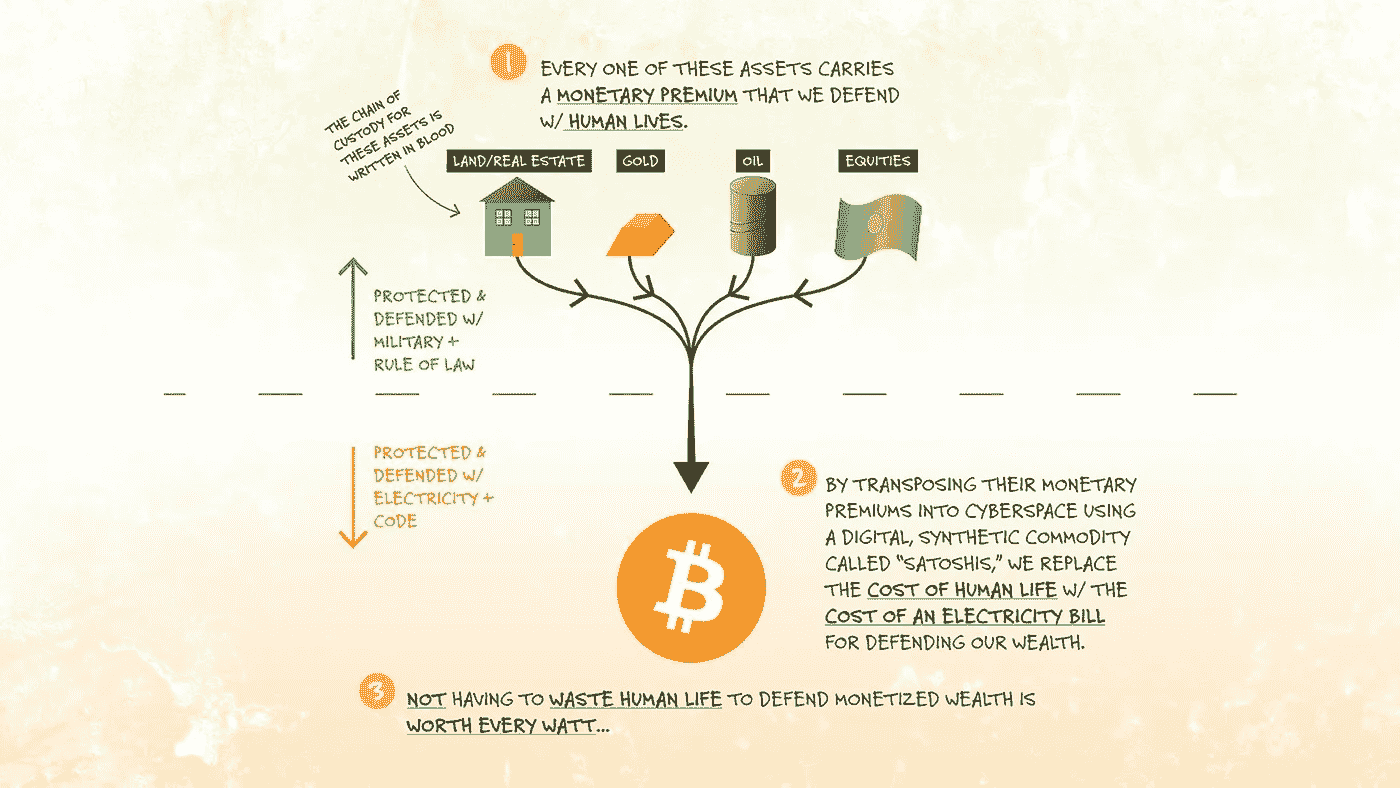 1
EVERY ONE OF THESE ASSETS CARRIES
A MONETARY PREMIUM THAT WE DEFEND
W/ HUMAN LIVES.
THE CHAIN OF
CUSTODY FOR
THESE ASSETS IS
WRITTEN IN BLOOD
LAND/REAL ESTATE
GOLD
OIL
EQUITIES
PROTECTED &
DEFENDED W/
MILITARY +
RULE OF LAW
PROTECTED &
DEFENDED W/
ELECTRICITY +
CODE
2
BY TRANSPOSING THEIR MONETARY
PREMIUMS INTO CYBERSPACE USING
A DIGITAL, SYNTHETIC COMMODITY
CALLED "SATOSHIS," WE REPLACE
THE COST OF HUMAN LIFE W/ THE
COST OF AN ELECTRICITY BILL
FOR DEFENDING OUR WEALTH.
3
NOT HAVING TO WASTE HUMAN LIFE TO DEFEND MONETIZED WEALTH IS
WORTH EVERY WATT...